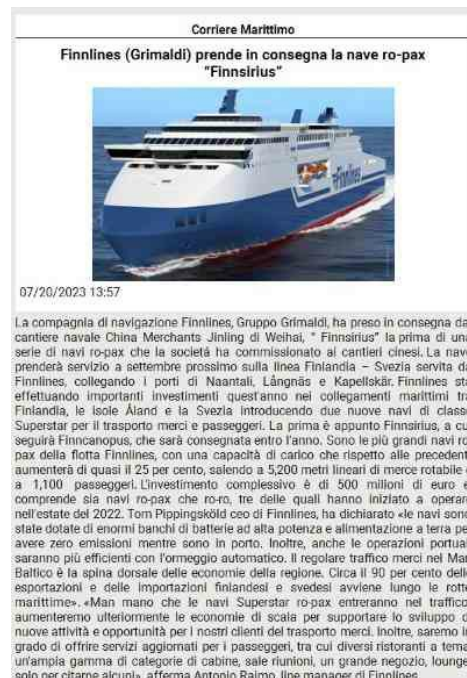 Corriere Marittimo
Finnlines (Grimaldi) prende in consegna la nave ro-pax
"Finnsirius"
Finnlines
07/20/2023 13:57
La compagnia di navigazione Finnlines, Gruppo Grimaldi, ha preso in consegna da
cantiere navale China Merchants Jinling di Weihai, " Finnsirius" la prima di una
serie di navi ro-pax che la societá ha commissionato ai cantieri cinesi. La nave
prenderà servizio a settembre prossimo sulla linea Finlandia – Svezia servita da
Finnlines, collegando i porti di Naantali, Långnäs e Kapellskär. Finnlines sta
effettuando importanti investimenti quest'anno nei collegamenti marittimi tra
Finlandia, le isole Åland e la Svezia introducendo due nuove navi di classe
Superstar per il trasporto merci e passeggeri. La prima è appunto Finnsirius, a cu
seguirà Finncanopus, che sarà consegnata entro l'anno. Sono le più grandi navi ro
pax della flotta Finnlines, con una capacità di carico che rispetto alle precedent
aumenterà di quasi il 25 per cento, salendo a 5,200 metri lineari di merce rotabile e
a 1,100 passeggeri. L'investimento complessivo è di 500 milioni di euro e
comprende sia navi ro-pax che ro-ro, tre delle quali hanno iniziato a operare
nell'estate del 2022. Tom Pippingsköld ceo di Finnlines, ha dichiarato «le navi sono
state dotate di enormi banchi di batterie ad alta potenza e alimentazione a terra per
avere zero emissioni mentre sono in porto. Inoltre, anche le operazioni portual
saranno più efficienti con l'ormeggio automatico. Il regolare traffico merci nel Mar
Baltico è la spina dorsale delle economie della regione. Circa il 90 per cento delle
esportazioni e delle importazioni finlandesi e svedesi avviene lungo le rotte
marittime». «Man mano che le navi Superstar ro-pax entreranno nel traffico,
aumenteremo ulteriormente le economie di scala per supportare lo sviluppo di
nuove attività e opportunità per i nostri clienti del trasporto merci. Inoltre, saremo in
grado di offrire servizi aggiornati per i passeggeri, tra cui diversi ristoranti a tema,
un'ampia gamma di categorie di cabine, sale riunioni, un grande negozio, lounge,
solo per citarne alcuni», afferma Antonio Raimo, line manager di Finnlines.